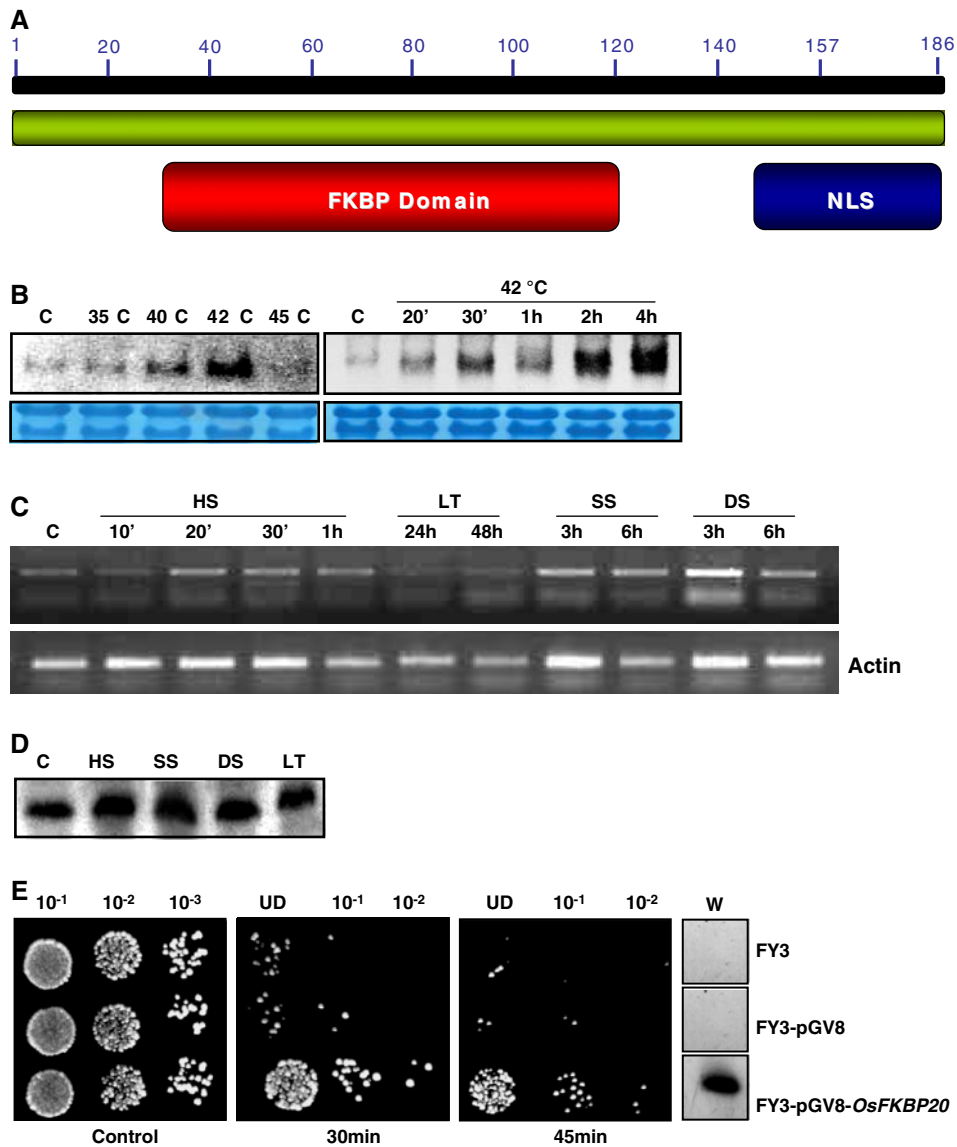 A
1 20 40 60 80 100 120 140 157 186
FKBP Domain NLS
B
42 °C
C 35 C 40 C 42 C 45 C C 20’ 30’ 1h 2h 4h
C
HS LT SS DS
C 10’ 20’ 30’ 1h 24h 48h 3h 6h 3h 6h
Actin
D
C HS SS DS LT
E
10⁻¹ 10⁻² 10⁻³ UD 10⁻¹ 10⁻² UD 10⁻¹ 10⁻² W
FY3
FY3-pGV8
FY3-pGV8-OsFKBP20
Control 30min 45min